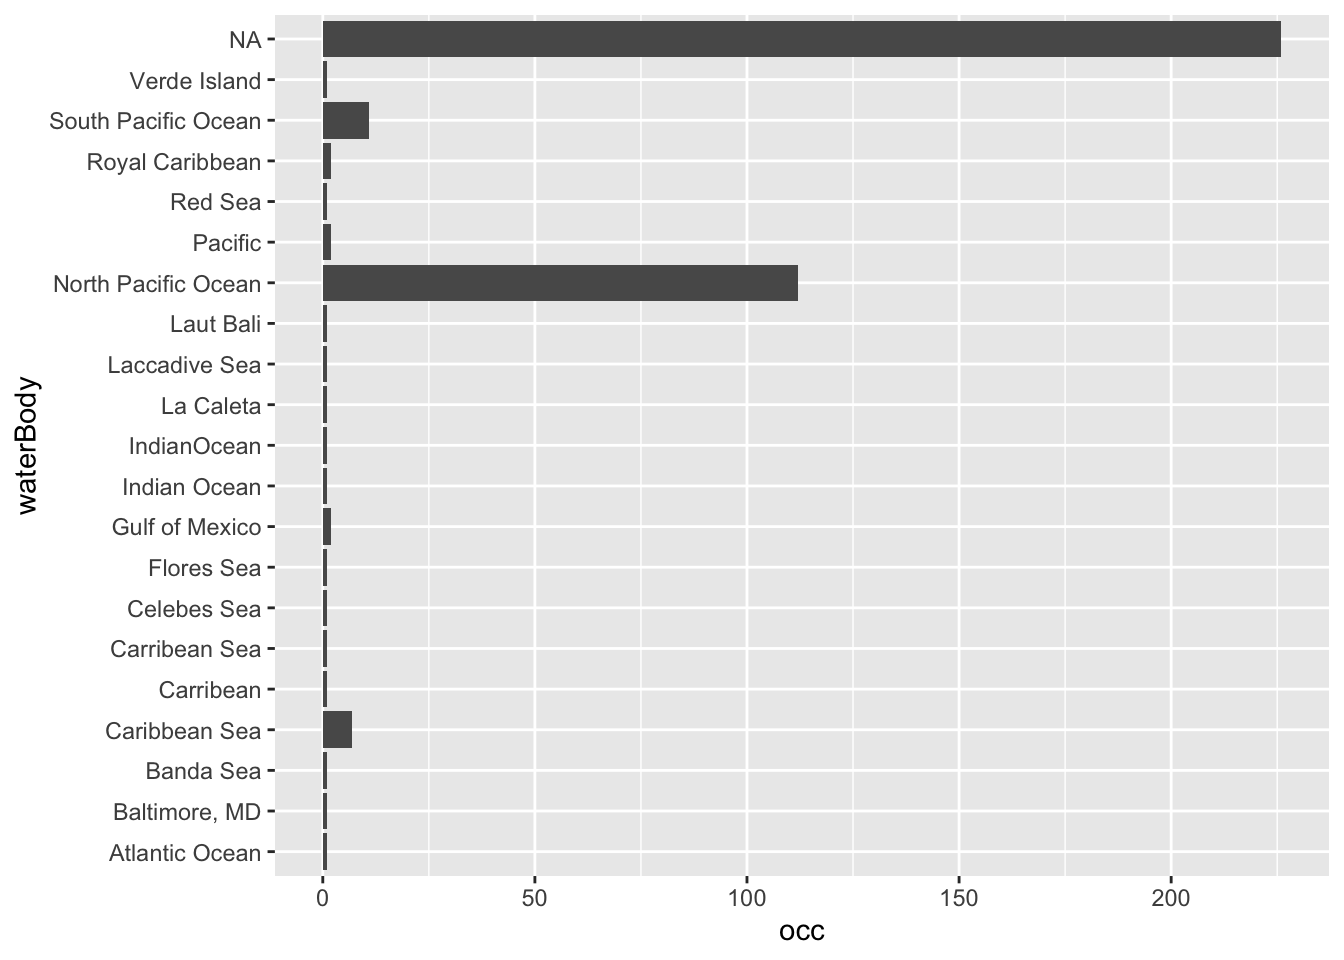 NA
Verde Island
South Pacific Ocean
Royal Caribbean
Red Sea
Pacific
North Pacific Ocean
Laut Bali
Laccadive Sea
La Caleta
IndianOcean
Indian Ocean
Gulf of Mexico
Flores Sea
Celebes Sea
Carribean Sea
Carribean
Caribbean Sea
Banda Sea
Baltimore, MD
Atlantic Ocean
waterBody
0 50 100 150 200
occ